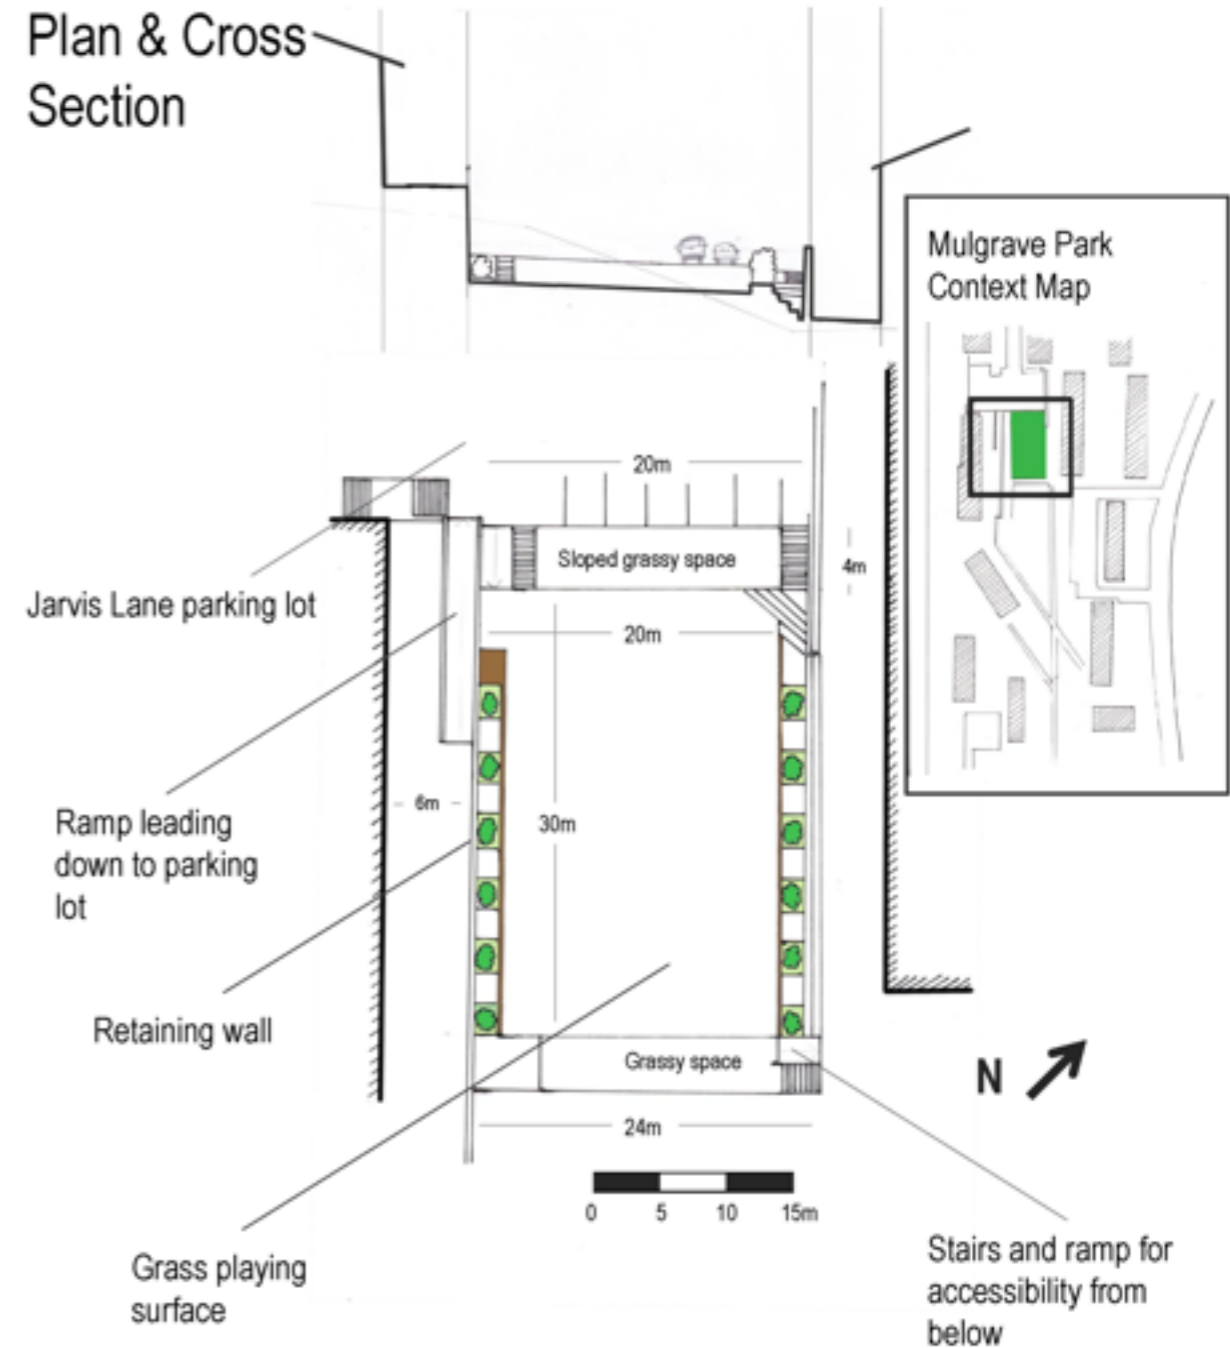 Plan & Cross
Section
Mulgrave Park
Context Map
20m
Sloped grassy space
4m
Jarvis Lane parking lot
20m
6m
30m
Ramp leading
down to parking
lot
Retaining wall
Grassy space
N
24m
0 5 10 15m
Grass playing
surface
Stairs and ramp for
accessibility from
below